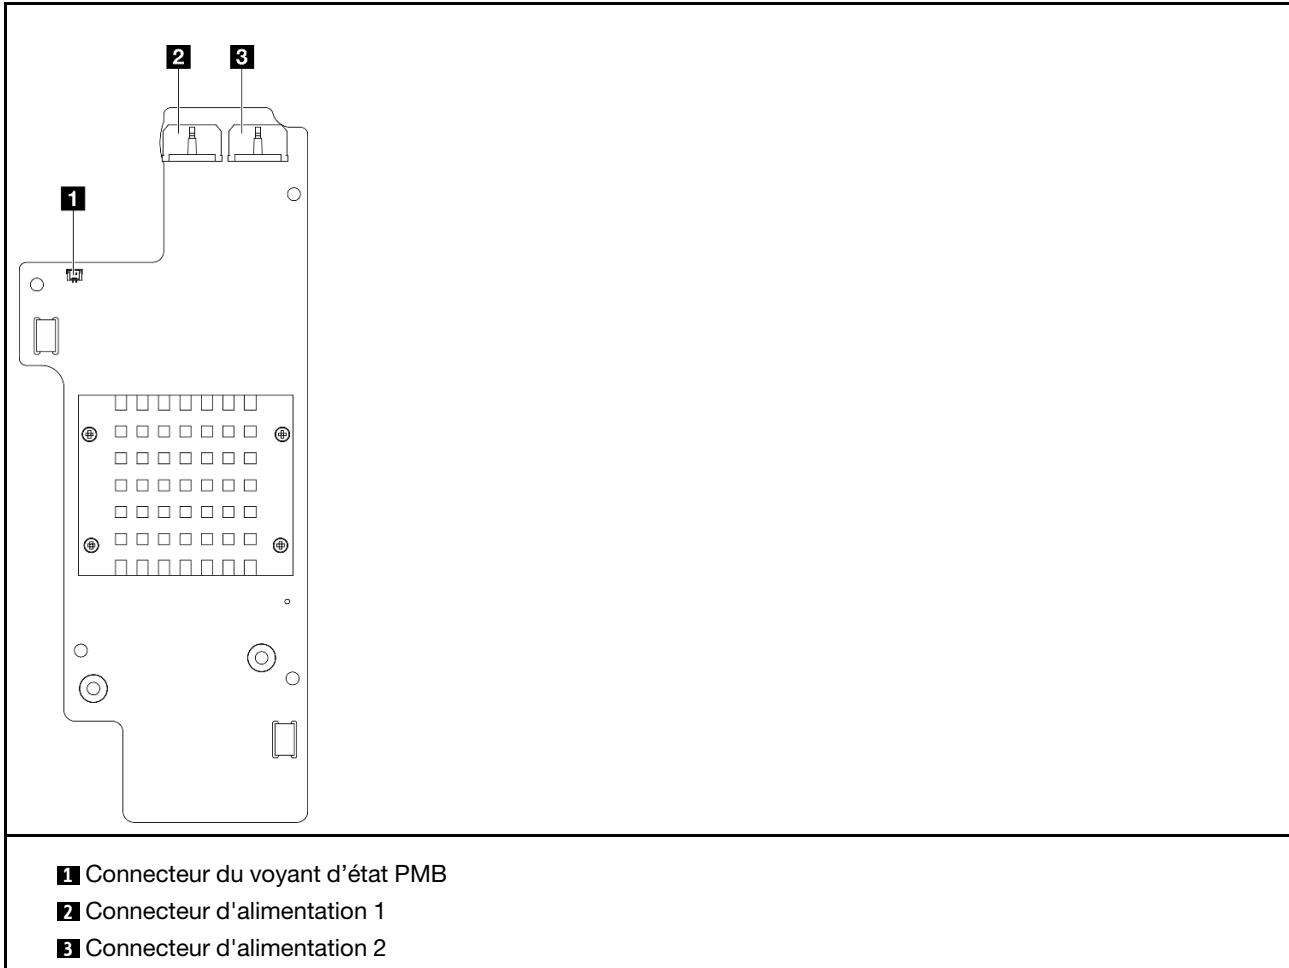 2 3
1
1 Connecteur du voyant d’état PMB
2 Connecteur d'alimentation 1
3 Connecteur d'alimentation 2